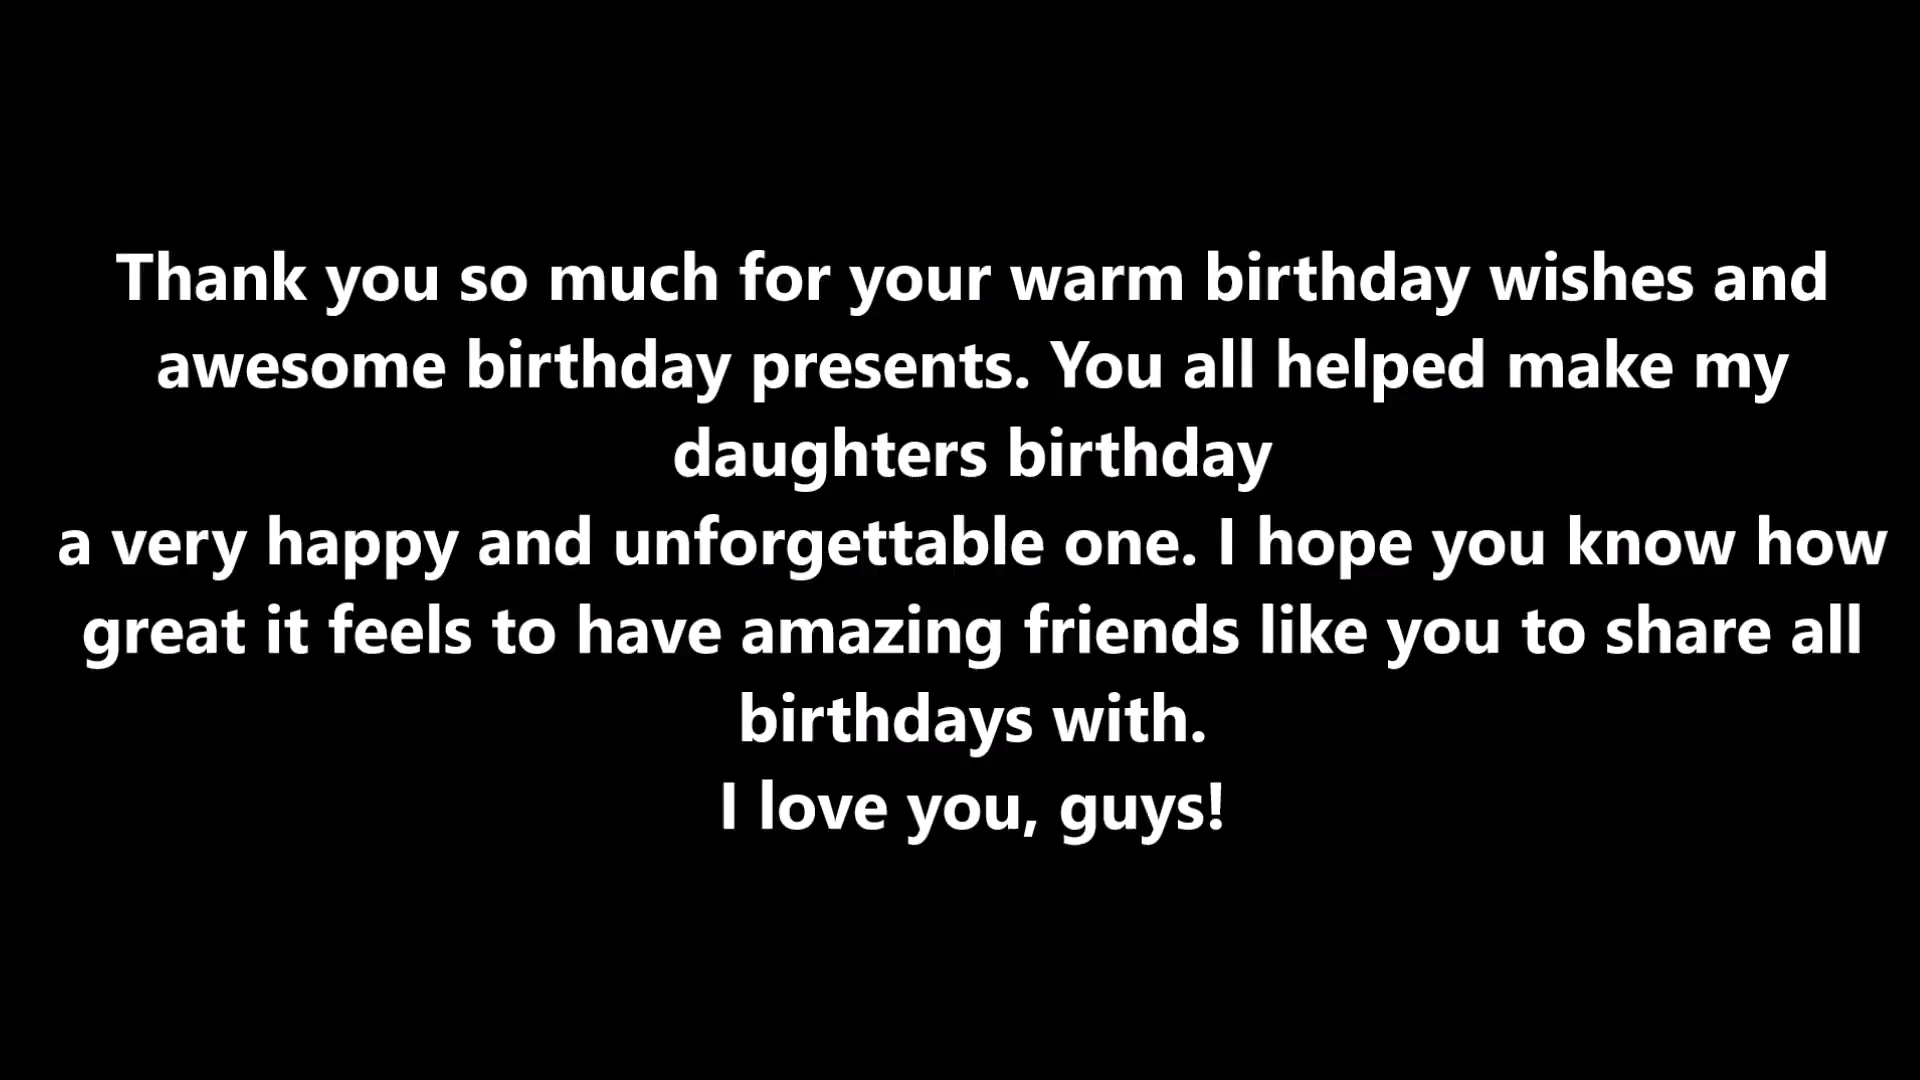 Thank you so much for your warm birthday wishes and
awesome birthday presents. You all helped make my
daughters birthday
a very happy and unforgettable one. I hope you know how
great it feels to have amazing friends like you to share all
birthdays with.
I love you, guys!